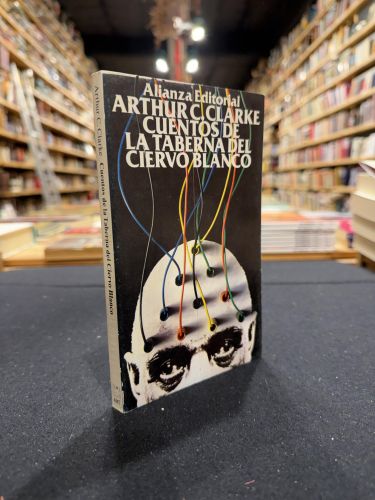 Alianza Editorial
ARTHUR C. CLARKE
CUENTOS DE
LA TABERNA DEL
CIERVO BLANCO
Arthur C. Clarke. Cuentos de la Taberna del Ciervo Blanco